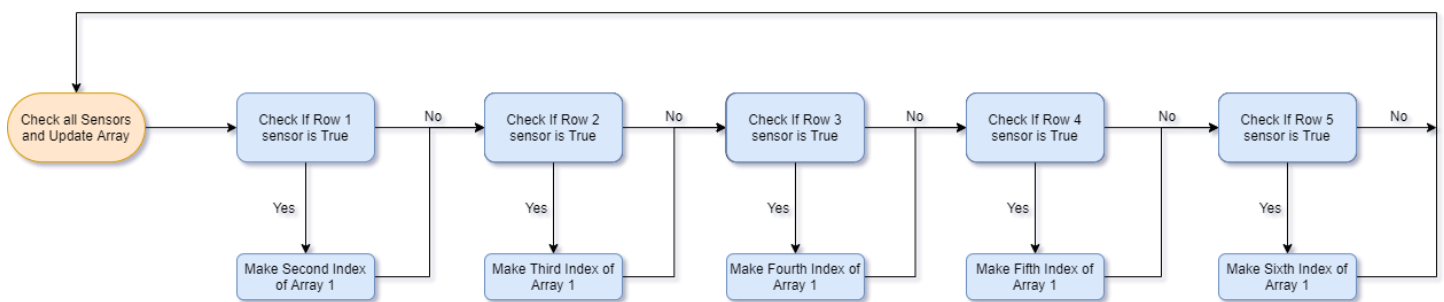 Check all Sensors
and Update Array
Check If Row 1
sensor is True
No
Check If Row 2
sensor is True
No
Check If Row 3
sensor is True
No
Check If Row 4
sensor is True
No
Check If Row 5
sensor is True
No
Yes
Yes
Yes
Yes
Yes
Make Second Index
of Array 1
Make Third Index of
Array 1
Make Fourth Index of
Array 1
Make Fifth Index of
Array 1
Make Sixth Index of
Array 1